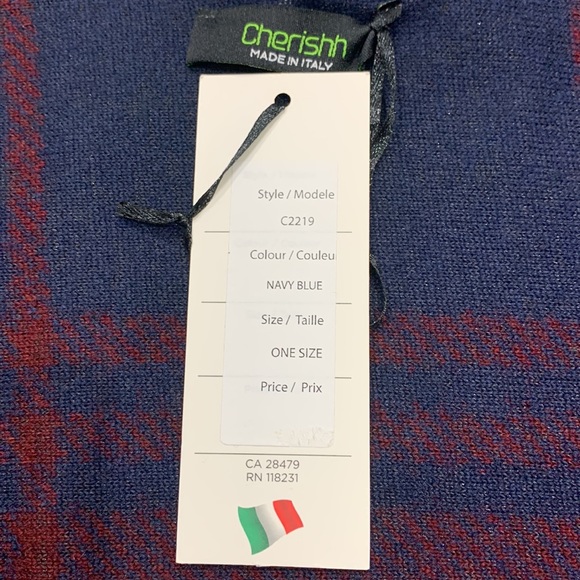 Cherishh
MADE IN ITALY
Style / Modele
C2219
Colour / Couleu
NAVY BLUE
Size / Taille
ONE SIZE
Price / Prix
CA 28479
RN 118231